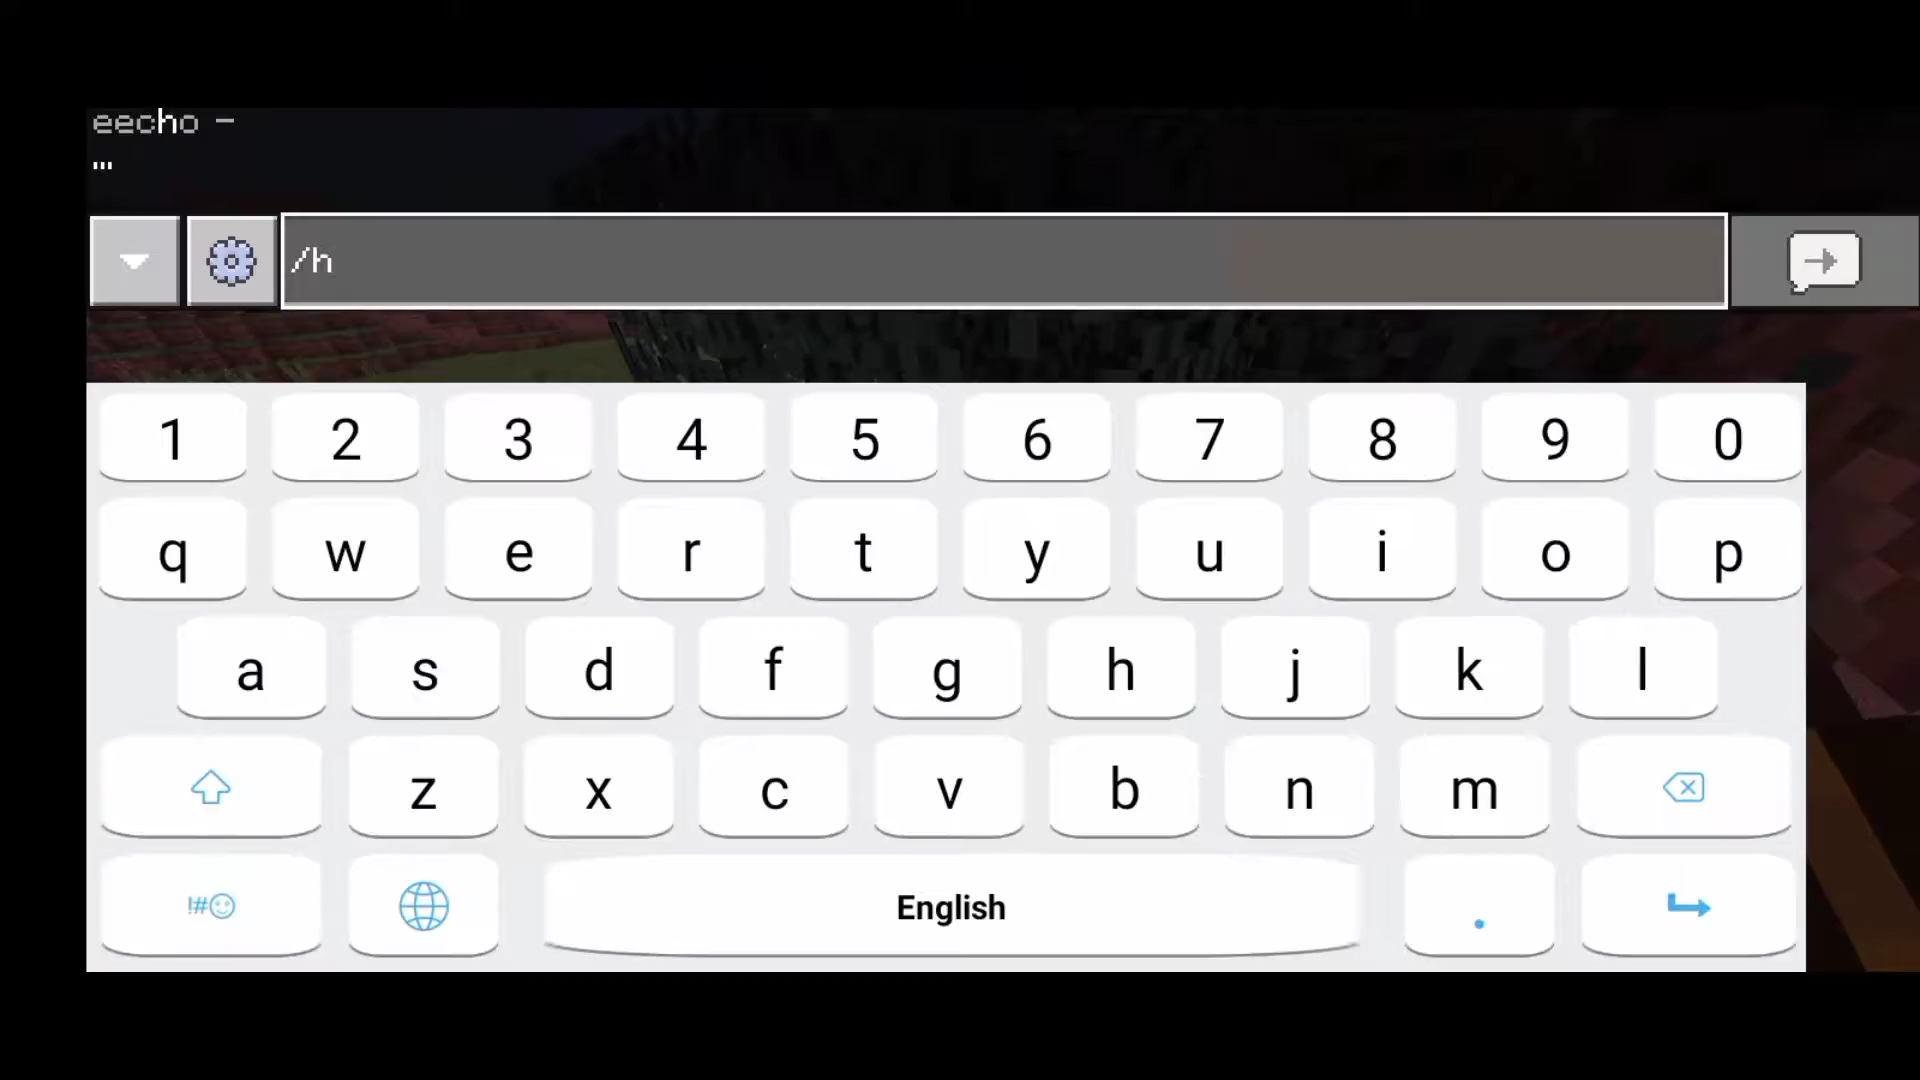 eecho -
"'
/h
1 2 3 4 5 6 7 8 9 0
q w e r t y u i o p
a s d f g h j k l
z x c v b n m
!#☺ English .